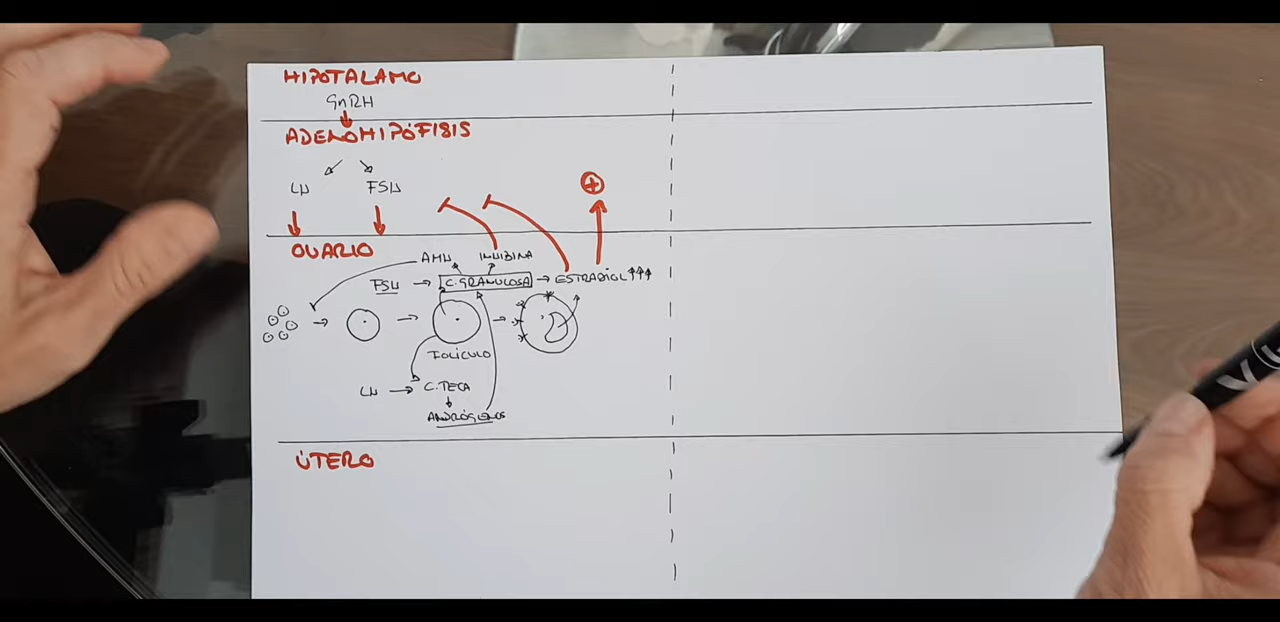 HIPOTALAMO
GnRH
ADENOHIPÓFISIS
LH FSH
+
OVARIO
AMH INHIBINA
FSH C. GRANULOSA ESTRADIOL
FOLÍCULO
LH C. TECA
ANDRÓGENOS
ÚTERO